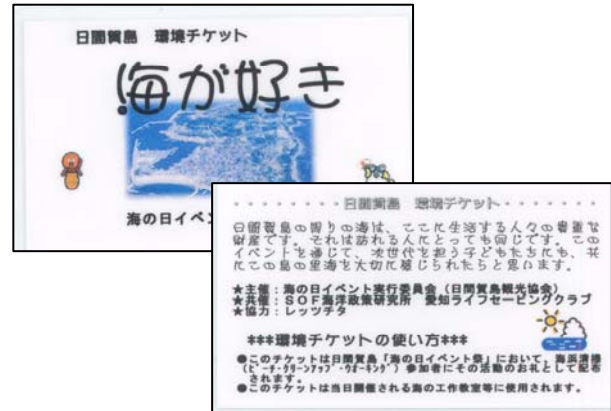 日間賀島 環境チケット
海が好き
海の日イベン
・・・・・・・・日間賀島 環境チケット・・・・・・・
日間賀島の周りの海は、ここに生活する人々の貴重な
財産です。それは訪れる人にとっても同じです。この
イベントを通じて、次世代を担う子どもたちにも、共
にこの島の里海を大切に感じられたらと思います。
★主催:海の日イベント実行委員会(日間賀島観光協会)
★共催:SOF海洋政策研究所 愛知ライフセービングクラブ
★協力:レッツチタ
***環境チケットの使い方***
●このチケットは日間賀島「海の日イベント祭」において、海浜清掃
(ビーチ・クリーンアップ・ウオーキング)参加者にその活動のお礼として配布
されます。
●このチケットは当日開催される海の工作教室等に使用されます。